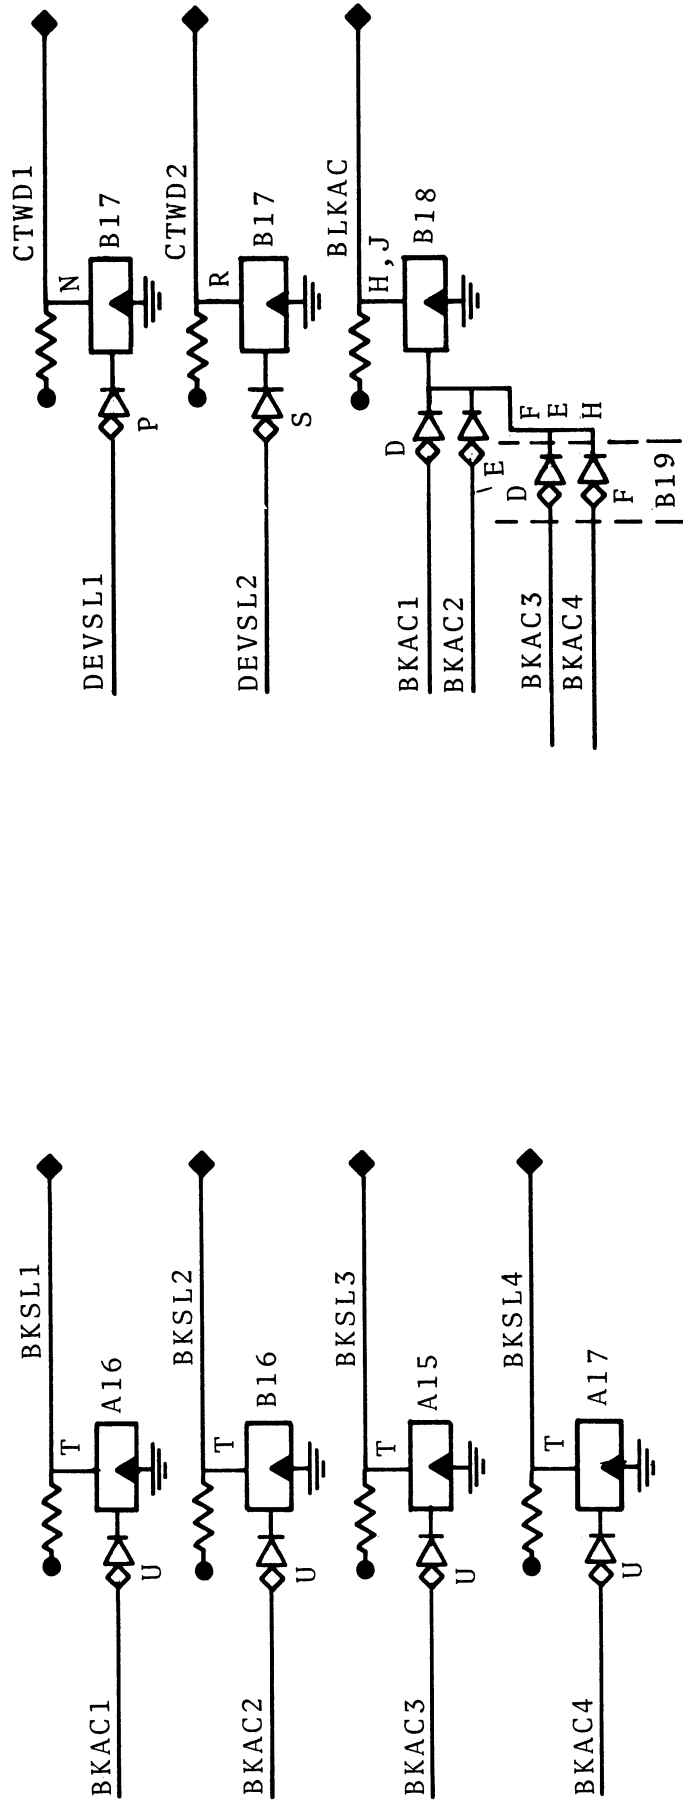 BKSL1
T
A16
BKAC1
U
BKSL2
T
B16
BKAC2
U
BKSL3
T
A15
BKAC3
U
BKSL4
T
A17
BKAC4
U
CTWD1
N
B17
DEVSL1
P
CTWD2
R
B17
DEVSL2
S
BLKAC
H,J
B18
D
BKAC1
E
BKAC2
F
E
H
D
BKAC3
F
BKAC4
B19